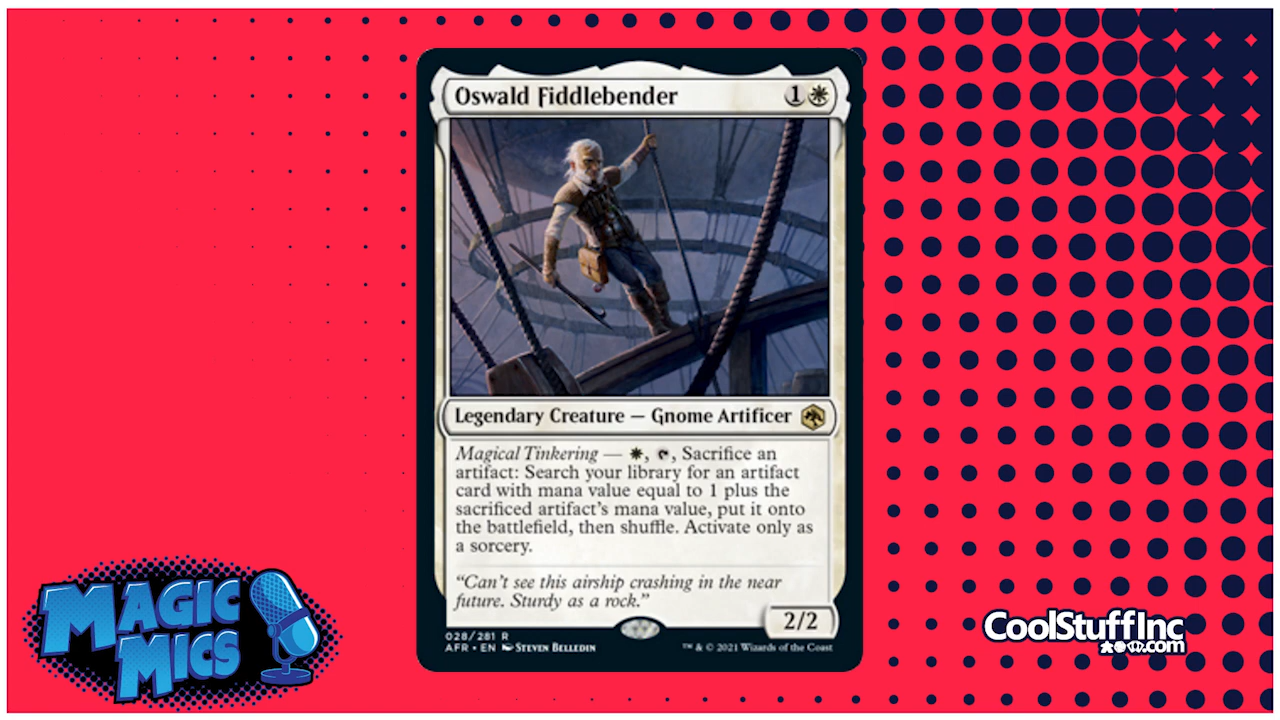 Oswald Fiddlebender 1
Legendary Creature — Gnome Artificer
Magical Tinkering — , , Sacrifice an
artifact: Search your library for an artifact
card with mana value equal to 1 plus the
sacrificed artifact's mana value, put it onto
the battlefield, then shuffle. Activate only as
a sorcery.
"Can't see this airship crashing in the near
future. Sturdy as a rock."
2/2
028/281 R
AFR • EN STEVEN BELLEDIN
™ & © 2021 Wizards of the Coast
MAGIC
MICS
CoolStuffInc
.com